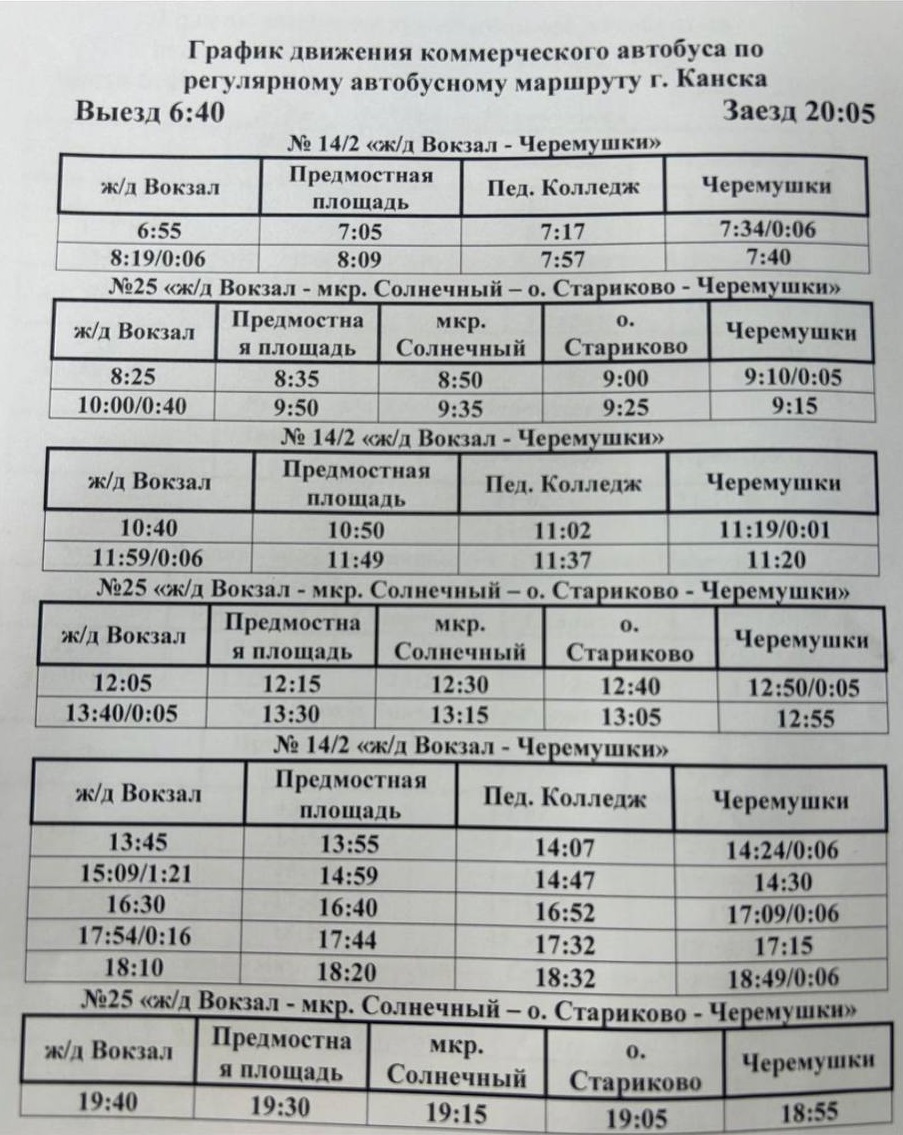 График движения коммерческого автобуса по
регулярному автобусному маршруту г. Канска
Выезд 6:40 Заезд 20:05
№ 14/2 «ж/д Вокзал - Черемушки»
ж/д Вокзал Предмостная площадь Пед. Колледж Черемушки
6:55 7:05 7:17 7:34/0:06
8:19/0:06 8:09 7:57 7:40
№25 «ж/д Вокзал - мкр. Солнечный – о. Стариково - Черемушки»
ж/д Вокзал Предмостна я площадь мкр. Солнечный о. Стариково Черемушки
8:25 8:35 8:50 9:00 9:10/0:05
10:00/0:40 9:50 9:35 9:25 9:15
№ 14/2 «ж/д Вокзал - Черемушки»
ж/д Вокзал Предмостная площадь Пед. Колледж Черемушки
10:40 10:50 11:02 11:19/0:01
11:59/0:06 11:49 11:37 11:20
№25 «ж/д Вокзал - мкр. Солнечный – о. Стариково - Черемушки»
ж/д Вокзал Предмостна я площадь мкр. Солнечный о. Стариково Черемушки
12:05 12:15 12:30 12:40 12:50/0:05
13:40/0:05 13:30 13:15 13:05 12:55
№ 14/2 «ж/д Вокзал - Черемушки»
ж/д Вокзал Предмостная площадь Пед. Колледж Черемушки
13:45 13:55 14:07 14:24/0:06
15:09/1:21 14:59 14:47 14:30
16:30 16:40 16:52 17:09/0:06
17:54/0:16 17:44 17:32 17:15
18:10 18:20 18:32 18:49/0:06
№25 «ж/д Вокзал - мкр. Солнечный – о. Стариково - Черемушки»
ж/д Вокзал Предмостна я площадь мкр. Солнечный о. Стариково Черемушки
19:40 19:30 19:15 19:05 18:55